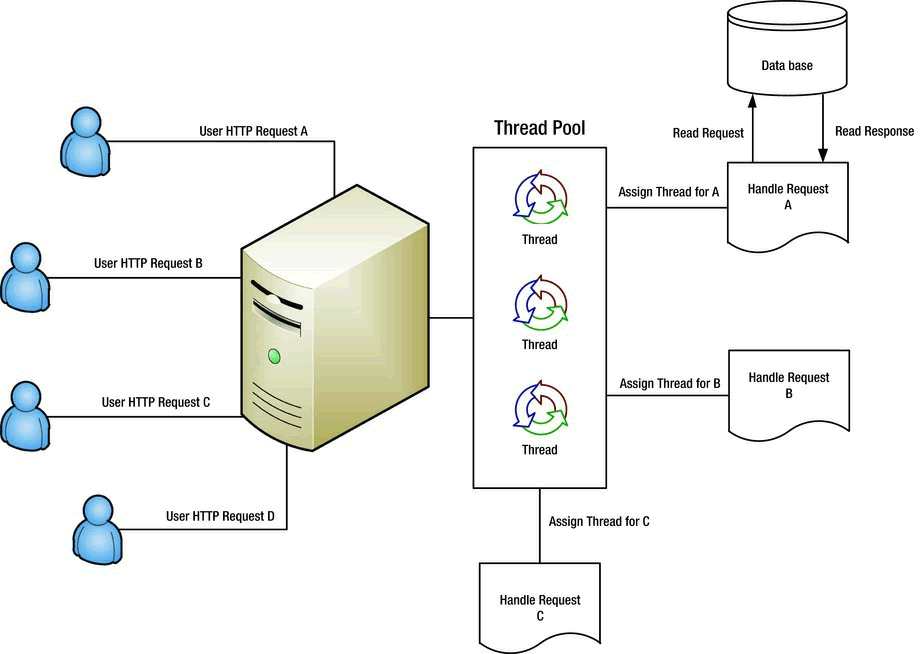 Data base
Read Request
Read Response
User HTTP Request A
Thread Pool
Assign Thread for A
Handle Request
A
Thread
User HTTP Request B
Thread
User HTTP Request C
Assign Thread for B
Handle Request
B
Thread
User HTTP Request D
Assign Thread for C
Handle Request
C